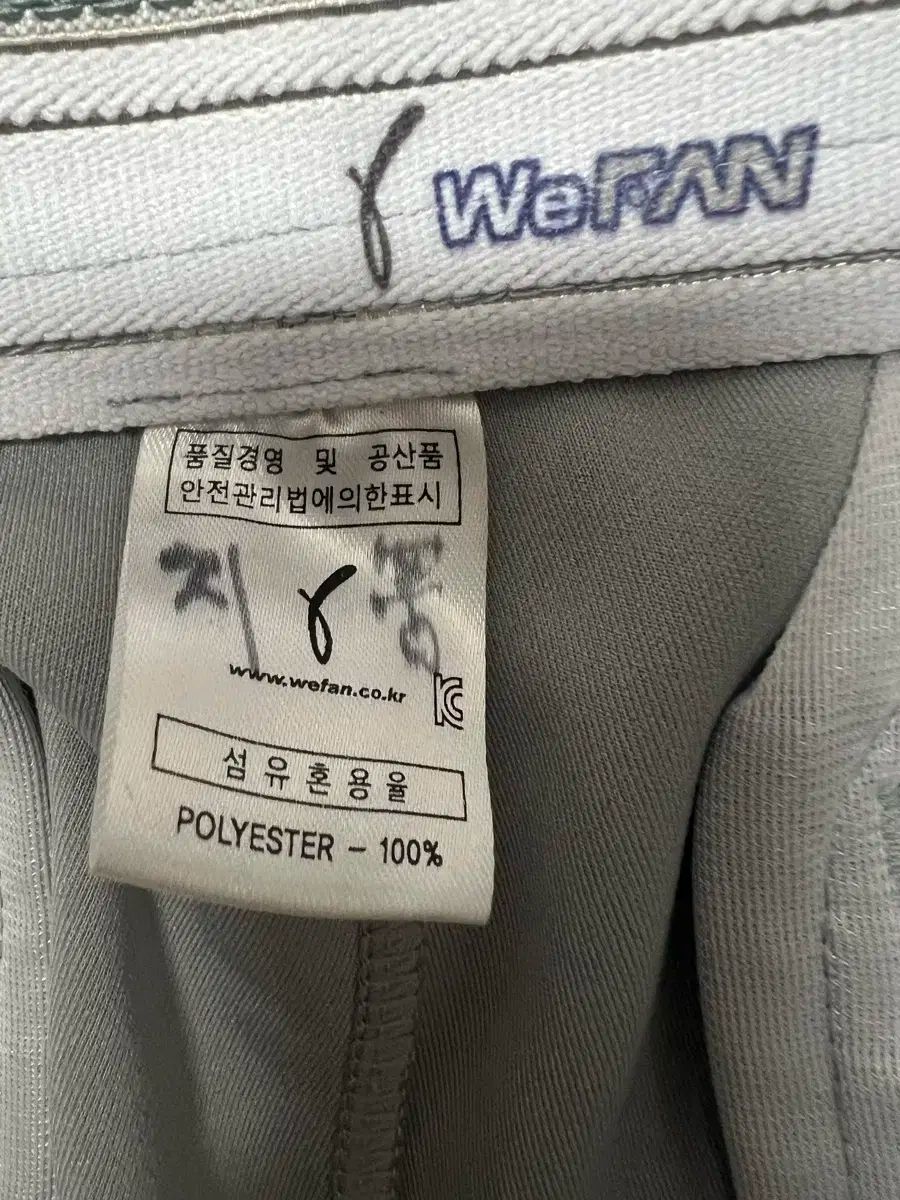 WeFAN
품질경영 및 공산품
안전관리법에의한표시
www.wefan.co.kr
섬유혼용율
POLYESTER - 100%